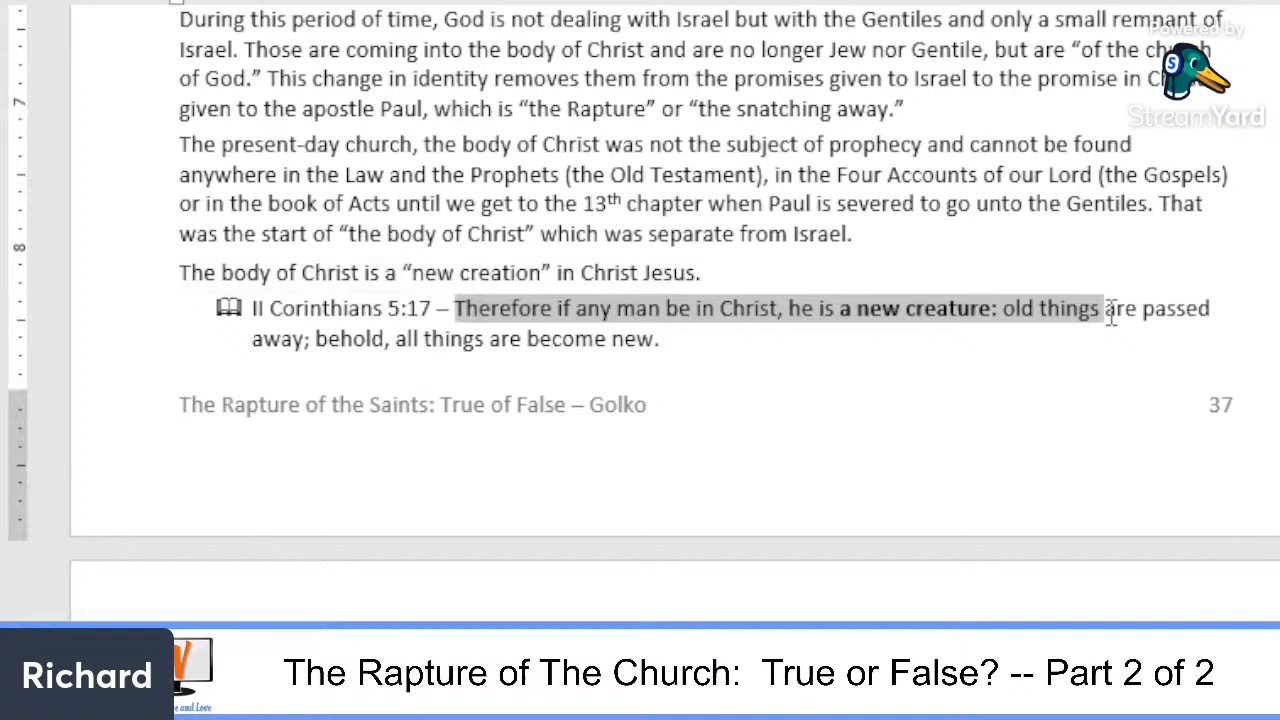 During this period of time, God is not dealing with Israel but with the Gentiles and only a small remnant of
Israel. Those are coming into the body of Christ and are no longer Jew nor Gentile, but are “of the church
of God.” This change in identity removes them from the promises given to Israel to the promise in
given to the apostle Paul, which is “the Rapture” or “the snatching away.”
The present-day church, the body of Christ was not the subject of prophecy and cannot be found
anywhere in the Law and the Prophets (the Old Testament), in the Four Accounts of our Lord (the Gospels)
or in the book of Acts until we get to the 13th chapter when Paul is severed to go unto the Gentiles. That
was the start of “the body of Christ” which was separate from Israel.
The body of Christ is a “new creation” in Christ Jesus.
II Corinthians 5:17 – Therefore if any man be in Christ, he is a new creature: old things are passed
away; behold, all things are become new.
The Rapture of the Saints: True of False – Golko 37
Powered by
S
StreamYard
7
8
Richard
The Rapture of The Church: True or False? -- Part 2 of 2
e and Love